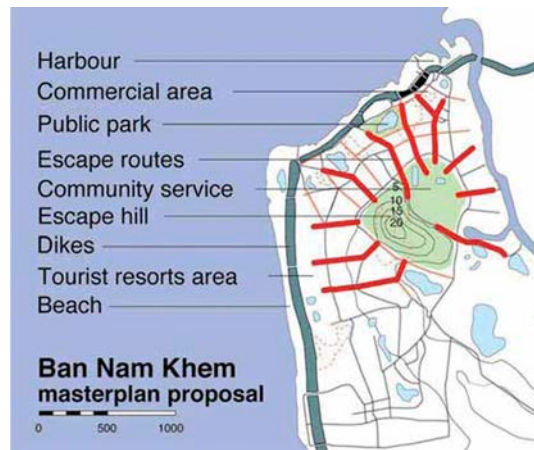 Harbour
Commercial area
Public park
Escape routes
Community service
Escape hill
Dikes
Tourist resorts area
Beach
5
10
15
20
Ban Nam Khem
masterplan proposal
0 500 1000